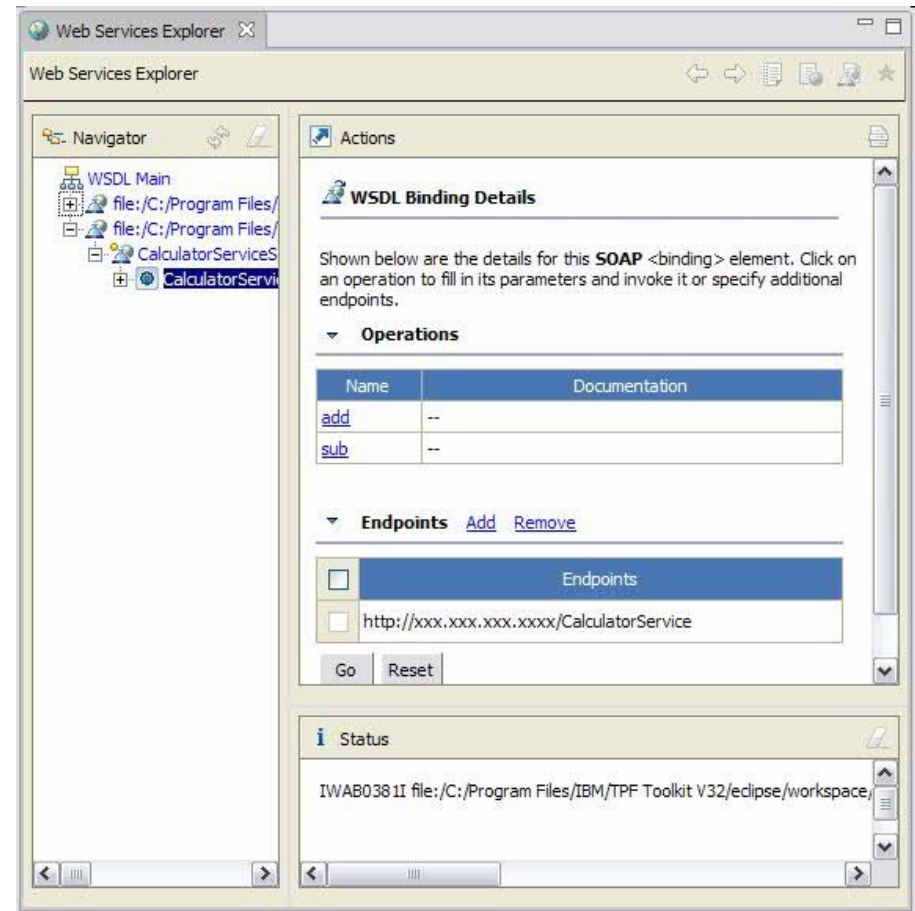 Web Services Explorer
Web Services Explorer
Navigator
WSDL Main
file:/C:/Program Files/
file:/C:/Program Files/
CalculatorServiceS
CalculatorServi
Actions
WSDL Binding Details
Shown below are the details for this SOAP <binding> element. Click on
an operation to fill in its parameters and invoke it or specify additional
endpoints.
Operations
Name Documentation
add --
sub --
Endpoints Add Remove
Endpoints
http://xxx.xxx.xxx.xxxx/CalculatorService
Go Reset
i Status
IWAB0381I file:/C:/Program Files/IBM/TPF Toolkit V32/eclipse/workspace/